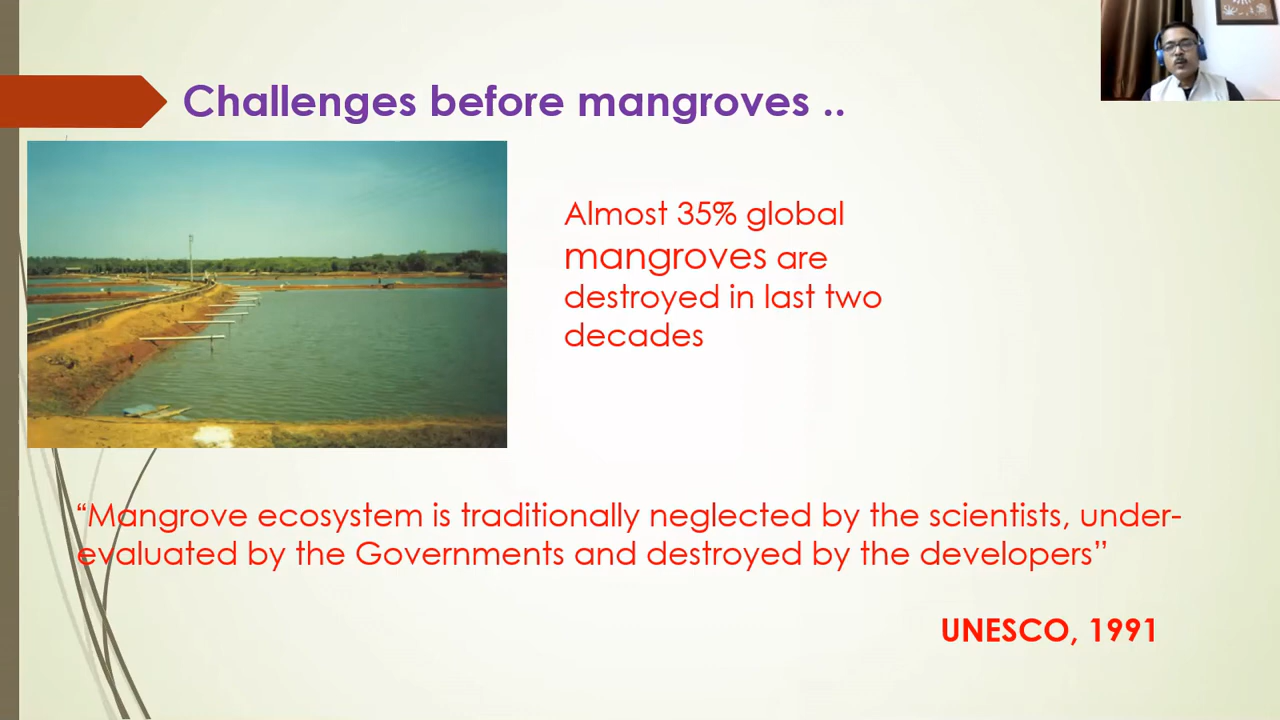 Challenges before mangroves ..
Almost 35% global
mangroves are
destroyed in last two
decades
“Mangrove ecosystem is traditionally neglected by the scientists, under-
evaluated by the Governments and destroyed by the developers”
UNESCO, 1991